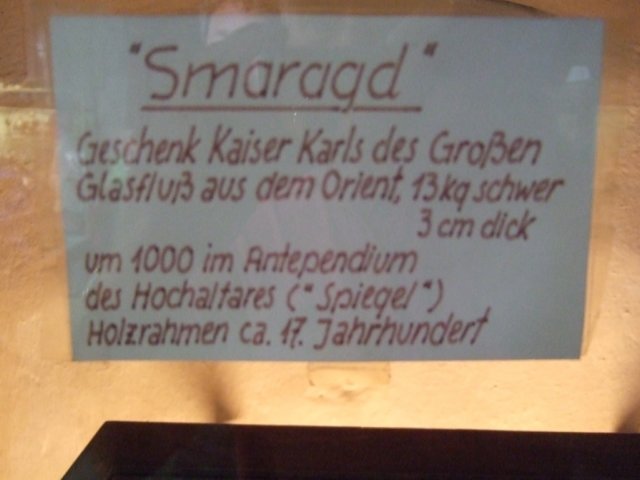 "Smaragd"
Geschenk Kaiser Karls des Großen
Glasfluß aus dem Orient, 13kg schwer
3 cm dick
um 1000 im Antependium
des Hochaltares ("Spiegel")
Holzrahmen ca. 17. Jahrhundert